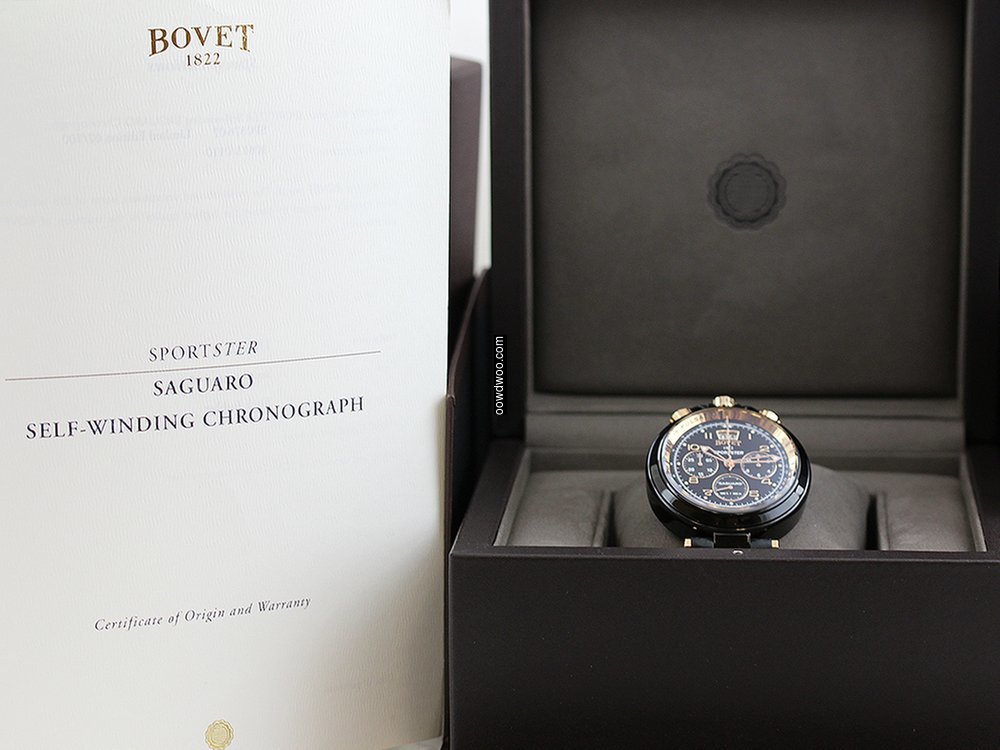 BOVET
1822
SPORTSTER
SAGUARO
SELF-WINDING CHRONOGRAPH
Certificate of Origin and Warranty
oowdwoo.com
BOVET
SPORTSTER
SAGUARO